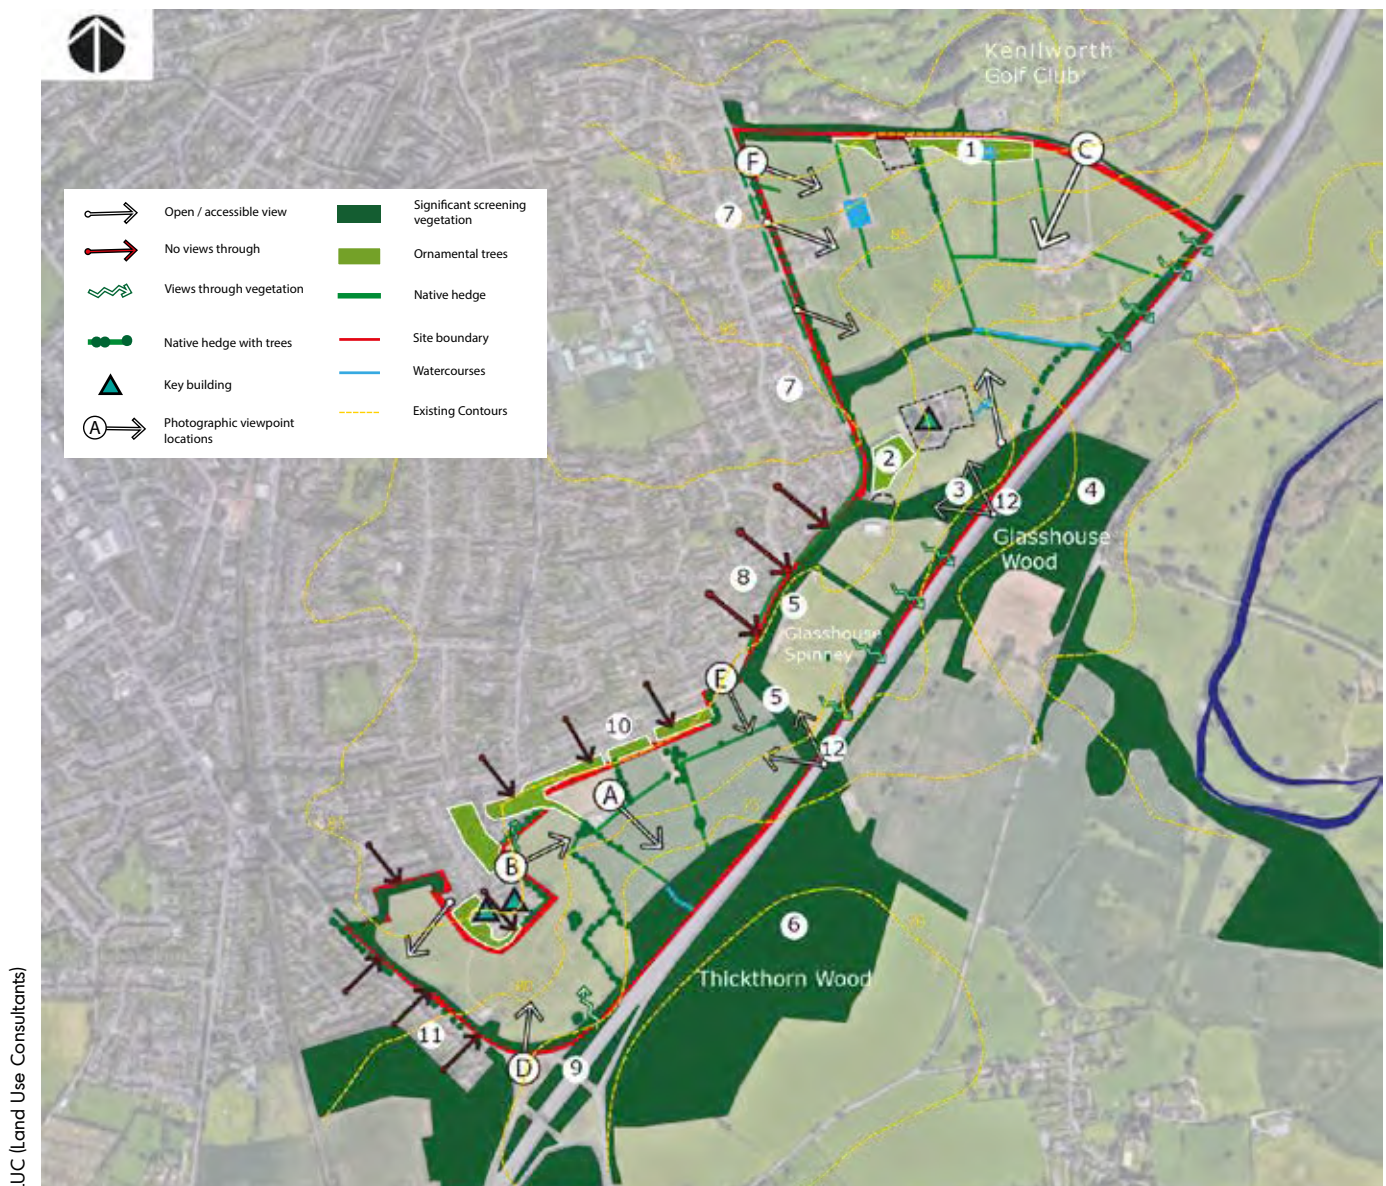 Kenilworth
Golf Club
C
1
F
7
Open / accessible view
Significant screening
vegetation
No views through
Ornamental trees
Views through vegetation
Native hedge
Native hedge with trees
Site boundary
Key building
Watercourses
A
Photographic viewpoint
locations
Existing Contours
7
2
3
12
4
Glasshouse
Wood
8
5
Glasshouse
Spinney
E
5
10
12
A
B
6
Thickthorn Wood
11
D
9
LUC (Land Use Consultants)